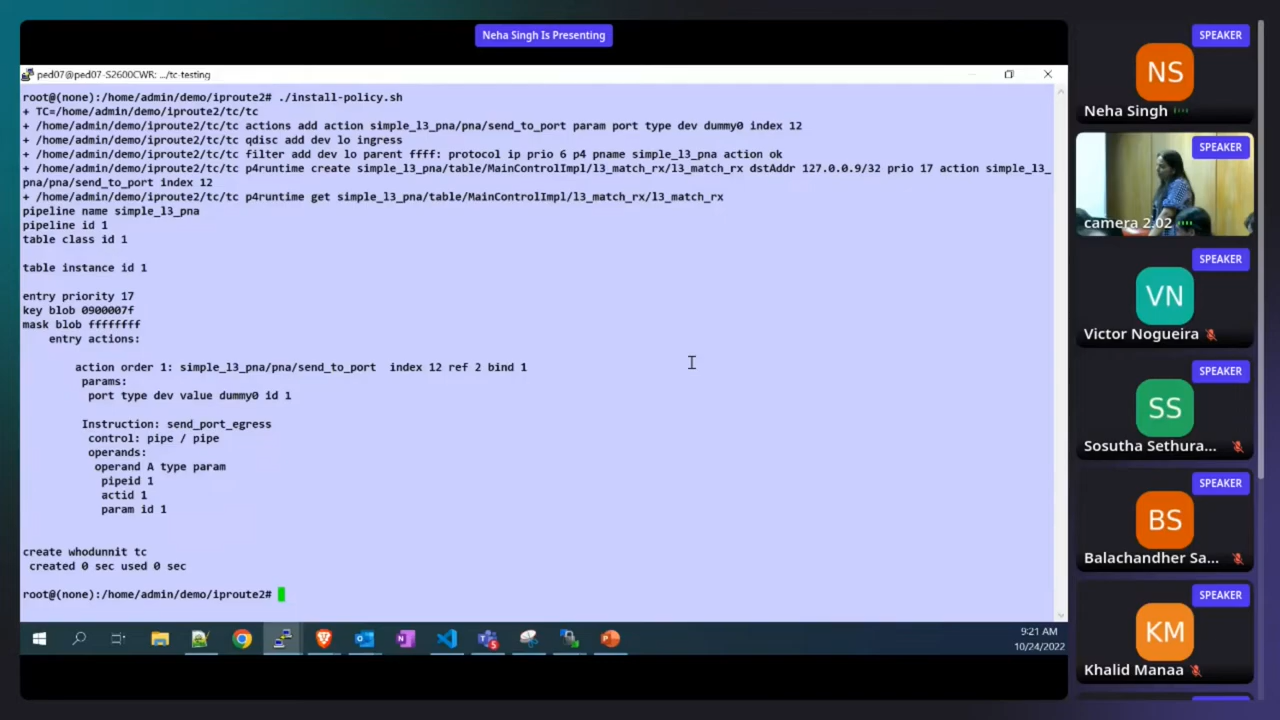 Neha Singh Is Presenting
ped07@ped07-S2600CWR: .../tc-testing
root@(none):/home/admin/demo/iproute2# ./install-policy.sh
+ TC=/home/admin/demo/iproute2/tc/tc
+ /home/admin/demo/iproute2/tc/tc actions add action simple_l3_pna/pna/send_to_port param port type dev dummy0 index 12
+ /home/admin/demo/iproute2/tc/tc qdisc add dev lo ingress
+ /home/admin/demo/iproute2/tc/tc filter add dev lo parent ffff: protocol ip prio 6 p4 pname simple_l3_pna action ok
+ /home/admin/demo/iproute2/tc/tc p4runtime create simple_l3_pna/table/MainControlImpl/l3_match_rx/l3_match_rx dstAddr 127.0.0.9/32 prio 17 action simple_l3_
pna/pna/send_to_port index 12
+ /home/admin/demo/iproute2/tc/tc p4runtime get simple_l3_pna/table/MainControlImpl/l3_match_rx/l3_match_rx
pipeline name simple_l3_pna
pipeline id 1
table class id 1
table instance id 1
entry priority 17
key blob 0900007f
mask blob ffffffff
entry actions:
action order 1: simple_l3_pna/pna/send_to_port index 12 ref 2 bind 1
params:
port type dev value dummy0 id 1
Instruction: send_port_egress
control: pipe / pipe
operands:
operand A type param
pipeid 1
actid 1
param id 1
create whodunnit tc
created 0 sec used 0 sec
root@(none):/home/admin/demo/iproute2#
9:21 AM
10/24/2022
SPEAKER
NS
Neha Singh
SPEAKER
camera 2.02
SPEAKER
VN
Victor Nogueira
SPEAKER
SS
Sosutha Sethura...
SPEAKER
BS
Balachandher Sa...
SPEAKER
KM
Khalid Manaa